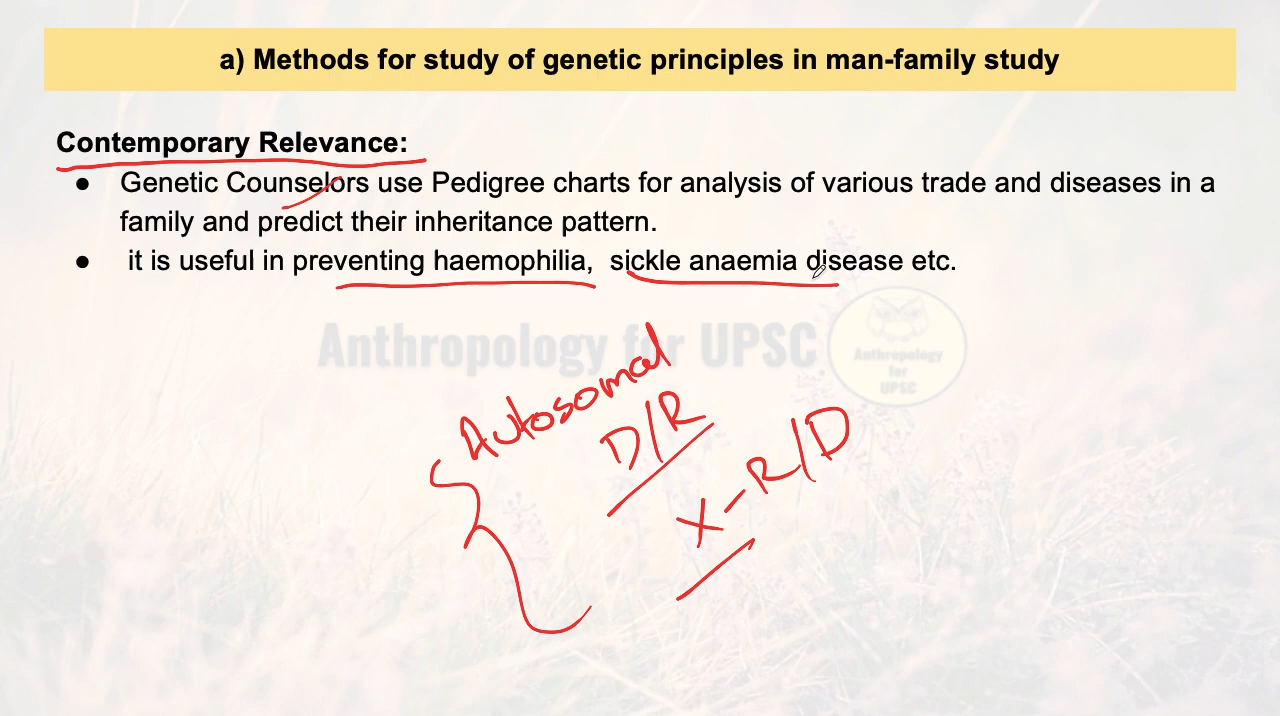 a) Methods for study of genetic principles in man-family study
Contemporary Relevance:
● Genetic Counselors use Pedigree charts for analysis of various trade and diseases in a
family and predict their inheritance pattern.
● it is useful in preventing haemophilia, sickle anaemia disease etc.
Anthropology for UPSC
Anthropology
for
UPSC
Autosomal
D/R
X-R/D